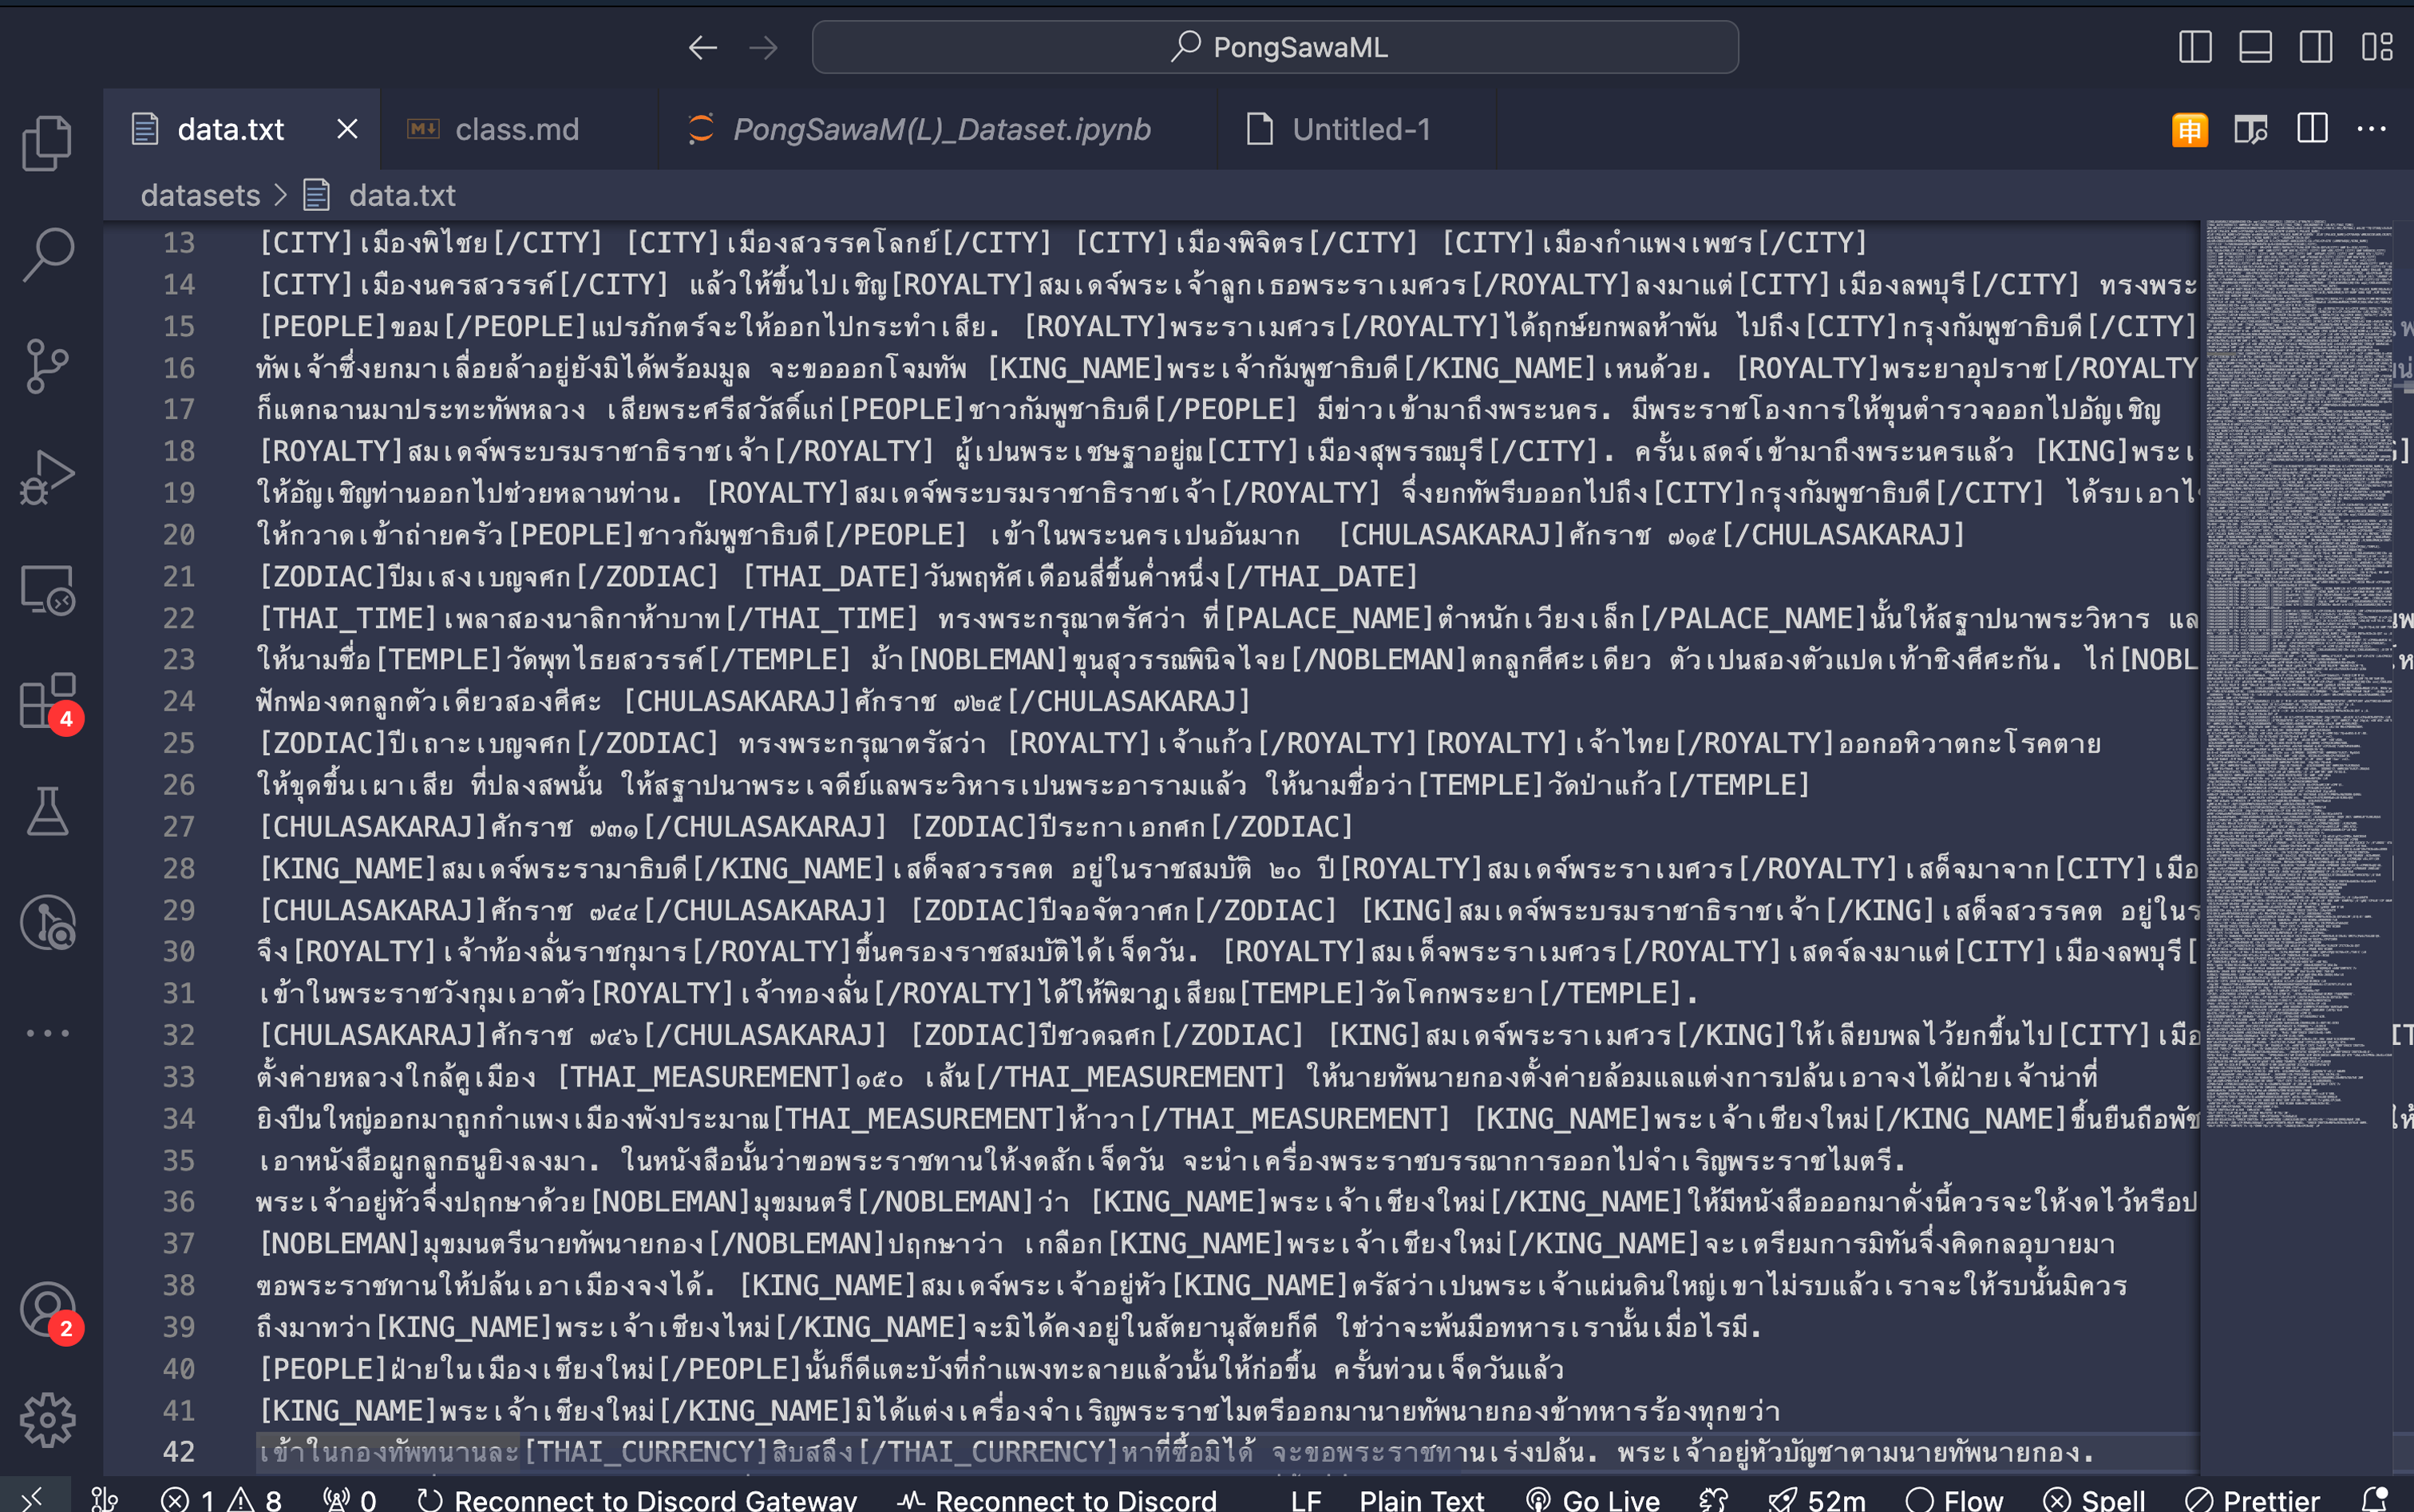 PongSawaML
data.txt
class.md
PongSawaM(L)_Dataset.ipynb
Untitled-1
申
datasets > data.txt
13 [CITY]เมืองพิไชย[/CITY] [CITY]เมืองสวรรคโลกย์[/CITY] [CITY]เมืองพิจิตร[/CITY] [CITY]เมืองกำแพงเพชร[/CITY]
14 [CITY]เมืองนครสวรรค์[/CITY] แล้วให้ขึ้นไปเชิญ[ROYALTY]สมเดจ์พระเจ้าลูกเธอพระราเมศวร[/ROYALTY]ลงมาแต่[CITY]เมืองลพบุรี[/CITY] ทรงพระ
15 [PEOPLE]ขอม[/PEOPLE]แปรภักตร์จะให้ออกไปกระทำเสีย. [ROYALTY]พระราเมศวร[/ROYALTY]ได้ฤกษ์ยกพลห้าพัน ไปถึง[CITY]กรุงกัมพูชาธิบดี[/CITY]
16 ทัพเจ้าซึ่งยกมาเลื่อยล้าอยู่ยังมิได้พร้อมมูล จะขอออกโจมทัพ [KING_NAME]พระเจ้ากัมพูชาธิบดี[/KING_NAME]เหนด้วย. [ROYALTY]พระยาอุปราช[/ROYALTY]
17 ก็แตกฉานมาประทะทัพหลวง เสียพระศรีสวัสดิ์แก่[PEOPLE]ชาวกัมพูชาธิบดี[/PEOPLE] มีข่าวเข้ามาถึงพระนคร. มีพระราชโองการให้ขุนตำรวจออกไปอัญเชิญ
18 [ROYALTY]สมเดจ์พระบรมราชาธิราชเจ้า[/ROYALTY] ผู้เปนพระเชษฐาอยู่ณ[CITY]เมืองสุพรรณบุรี[/CITY]. ครั้นเสดจ์เข้ามาถึงพระนครแล้ว [KING]พระเ
19 ให้อัญเชิญท่านออกไปช่วยหลานท่าน. [ROYALTY]สมเดจ์พระบรมราชาธิราชเจ้า[/ROYALTY] จึ่งยกทัพรีบออกไปถึง[CITY]กรุงกัมพูชาธิบดี[/CITY] ได้รบเอาไ
20 ให้กวาดเข้าถ่ายครัว[PEOPLE]ชาวกัมพูชาธิบดี[/PEOPLE] เข้าในพระนครเปนอันมาก [CHULASAKARAJ]ศักราช ๗๑๕[/CHULASAKARAJ]
21 [ZODIAC]ปีมเสงเบญจศก[/ZODIAC] [THAI_DATE]วันพฤหัศเดือนสี่ขึ้นค่ำหนึ่ง[/THAI_DATE]
22 [THAI_TIME]เพลาสองนาลิกาห้าบาท[/THAI_TIME] ทรงพระกรุณาตรัศว่า ที่[PALACE_NAME]ตำหนักเวียงเล็ก[/PALACE_NAME]นั้นให้สฐาปนาพระวิหาร แล
23 ให้นามชื่อ[TEMPLE]วัดพุทไธยสวรรค์[/TEMPLE] ม้า[NOBLEMAN]ขุนสุวรรณพินิจไจย[/NOBLEMAN]ตกลูกศีศะเดียว ตัวเปนสองตัวแปดเท้าชิงศีศะกัน. ไก่[NOBL
24 ฟักฟองตกลูกตัวเดียวสองศีศะ [CHULASAKARAJ]ศักราช ๗๒๕[/CHULASAKARAJ]
25 [ZODIAC]ปีเถาะเบญจศก[/ZODIAC] ทรงพระกรุณาตรัสว่า [ROYALTY]เจ้าแก้ว[/ROYALTY][ROYALTY]เจ้าไทย[/ROYALTY]ออกอหิวาตกะโรคตาย
26 ให้ขุดขึ้นเผาเสีย ที่ปลงสพนั้น ให้สฐาปนาพระเจดีย์แลพระวิหารเปนพระอารามแล้ว ให้นามชื่อว่า[TEMPLE]วัดป่าแก้ว[/TEMPLE]
27 [CHULASAKARAJ]ศักราช ๗๓๑[/CHULASAKARAJ] [ZODIAC]ปีระกาเอกศก[/ZODIAC]
28 [KING_NAME]สมเดจ์พระรามาธิบดี[/KING_NAME]เสด็จสวรรคต อยู่ในราชสมบัติ ๒๐ ปี[ROYALTY]สมเดจ์พระราเมศวร[/ROYALTY]เสด็จมาจาก[CITY]เมือ
29 [CHULASAKARAJ]ศักราช ๗๔๔[/CHULASAKARAJ] [ZODIAC]ปีจอจัตวาศก[/ZODIAC] [KING]สมเดจ์พระบรมราชาธิราชเจ้า[/KING]เสด็จสวรรคต อยู่ในร
30 จึง[ROYALTY]เจ้าท้องลั่นราชกุมาร[/ROYALTY]ขึ้นครองราชสมบัติได้เจ็ดวัน. [ROYALTY]สมเด็จพระราเมศวร[/ROYALTY]เสดจ์ลงมาแต่[CITY]เมืองลพบุรี[
31 เข้าในพระราชวังกุมเอาตัว[ROYALTY]เจ้าทองลั่น[/ROYALTY]ได้ให้พิฆาฎเสียณ[TEMPLE]วัดโคกพระยา[/TEMPLE].
32 [CHULASAKARAJ]ศักราช ๗๔๖[/CHULASAKARAJ] [ZODIAC]ปีชวดฉศก[/ZODIAC] [KING]สมเดจ์พระราเมศวร[/KING]ให้เลียบพลไว้ยกขึ้นไป[CITY]เมือ
33 ตั้งค่ายหลวงใกล้คูเมือง [THAI_MEASUREMENT]๑๕๐ เส้น[/THAI_MEASUREMENT] ให้นายทัพนายกองตั้งค่ายล้อมแลแต่งการปล้นเอาจงได้ฝ่ายเจ้าน่าที่
34 ยิงปืนใหญ่ออกมาถูกกำแพงเมืองพังประมาณ[THAI_MEASUREMENT]ห้าวา[/THAI_MEASUREMENT] [KING_NAME]พระเจ้าเชียงใหม่[/KING_NAME]ขึ้นยืนถือพัช
35 เอาหนังสือผูกลูกธนูยิงลงมา. ในหนังสือนั้นว่าฃอพระราชทานให้งดสักเจ็ดวัน จะนำเครื่องพระราชบรรณาการออกไปจำเริญพระราชไมตรี.
36 พระเจ้าอยู่หัวจึ่งปฤกษาด้วย[NOBLEMAN]มุขมนตรี[/NOBLEMAN]ว่า [KING_NAME]พระเจ้าเชียงใหม่[/KING_NAME]ให้มีหนังสือออกมาดั่งนี้ควรจะให้งดไว้หรือป
37 [NOBLEMAN]มุขมนตรีนายทัพนายกอง[/NOBLEMAN]ปฤกษาว่า เกลือก[KING_NAME]พระเจ้าเชียงใหม่[/KING_NAME]จะเตรียมการมิทันจึ่งคิดกลอุบายมา
38 ฃอพระราชทานให้ปล้นเอาเมืองจงได้. [KING_NAME]สมเดจ์พระเจ้าอยู่หัว[KING_NAME]ตรัสว่าเปนพระเจ้าแผ่นดินใหญ่เขาไม่รบแล้วเราจะให้รบนั้นมิควร
39 ถึงมาทว่า[KING_NAME]พระเจ้าเชียงไหม่[/KING_NAME]จะมิได้คงอยู่ในสัตยานุสัตยก็ดี ใช่ว่าจะพ้นมือทหารเรานั้นเมื่อไรมี.
40 [PEOPLE]ฝ่ายในเมืองเชียงใหม่[/PEOPLE]นั้นก็ดีแตะบังที่กำแพงทะลายแล้วนั้นให้ก่อขึ้น ครั้นท่วนเจ็ดวันแล้ว
41 [KING_NAME]พระเจ้าเชียงใหม่[/KING_NAME]มิได้แต่งเครื่องจำเริญพระราชไมตรีออกมานายทัพนายกองข้าทหารร้องทุกขว่า
42 เข้าในกองทัพทนานละ[THAI_CURRENCY]สิบสลึง[/THAI_CURRENCY]หาที่ซื้อมิได้ จะขอพระราชทานเร่งปล้น. พระเจ้าอยู่หัวบัญชาตามนายทัพนายกอง.
4
2
1 8 0 Reconnect to Discord Gateway Reconnect to Discord LF Plain Text Go Live 52m Flow Spell Prettier